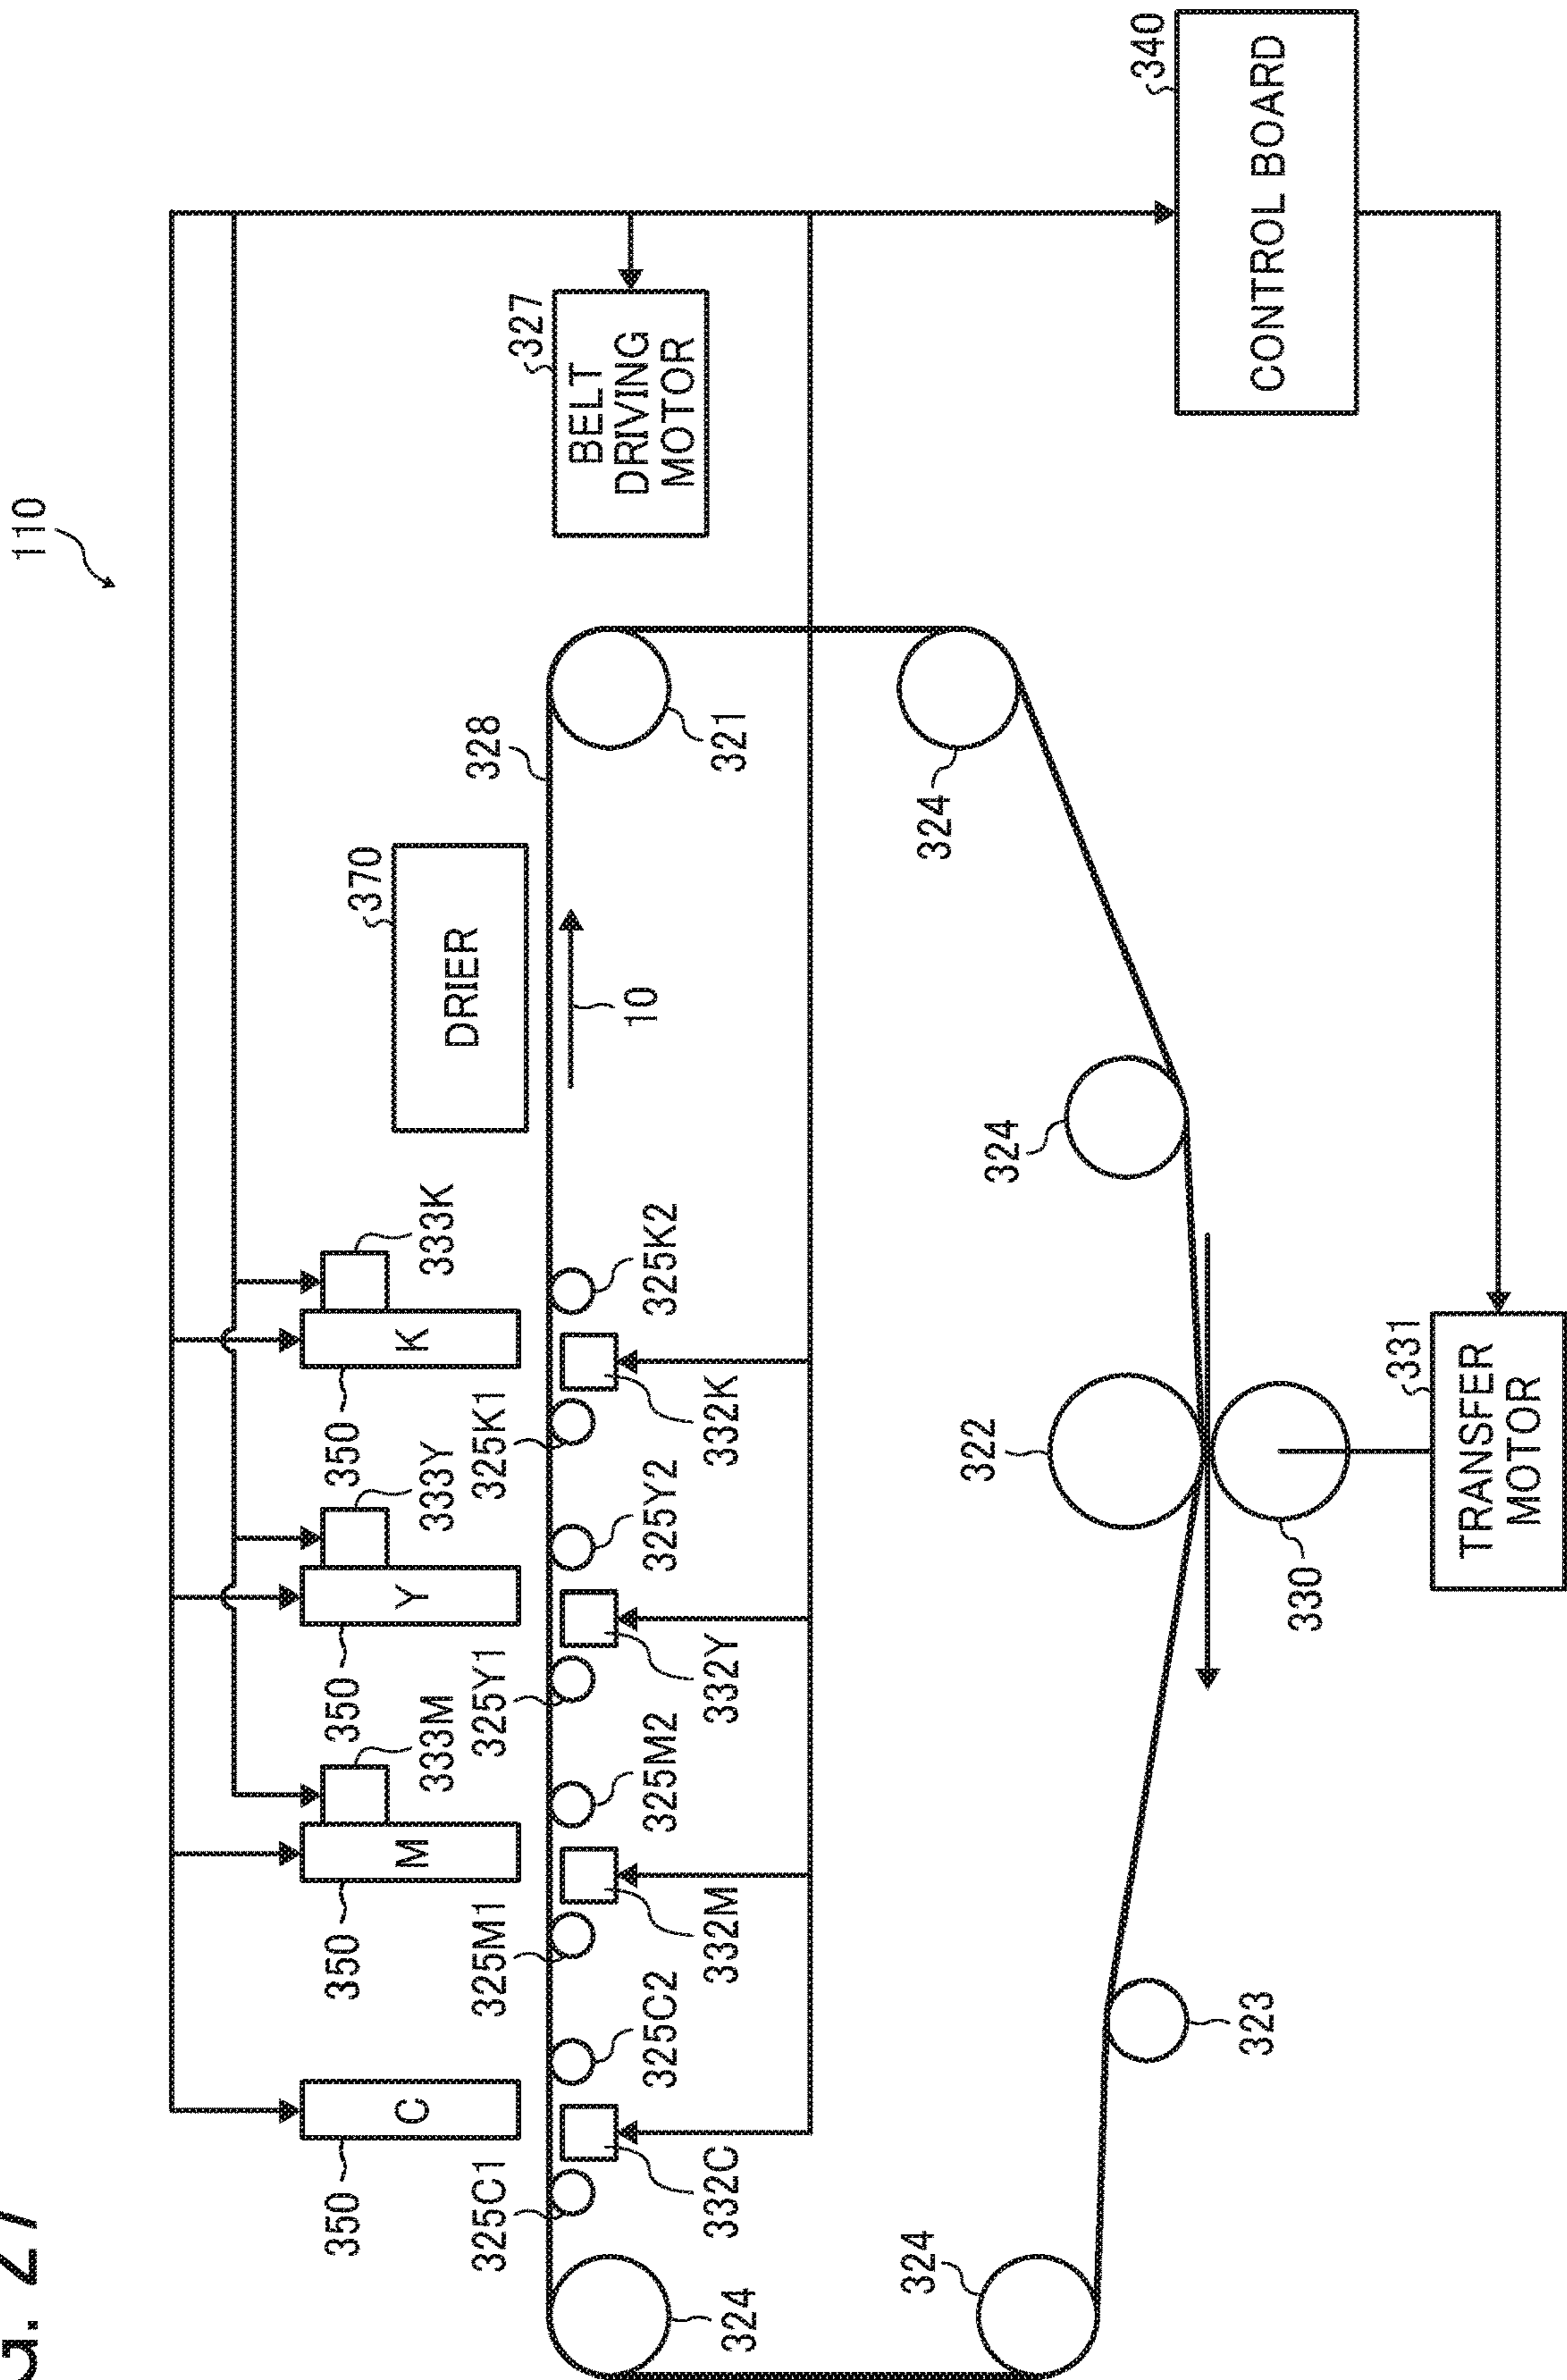 G. 27
110
350
C
350
M
333M
350
Y
333Y
350
K
333K
370
DRIER
328
327
BELT
DRIVING
MOTOR
10
325C1
325C2
325M1
325M2
325Y1
325Y2
325K1
325K2
332C
332M
332Y
332K
324
321
324
324
323
322
324
330
331
TRANSFER
MOTOR
340
CONTROL BOARD